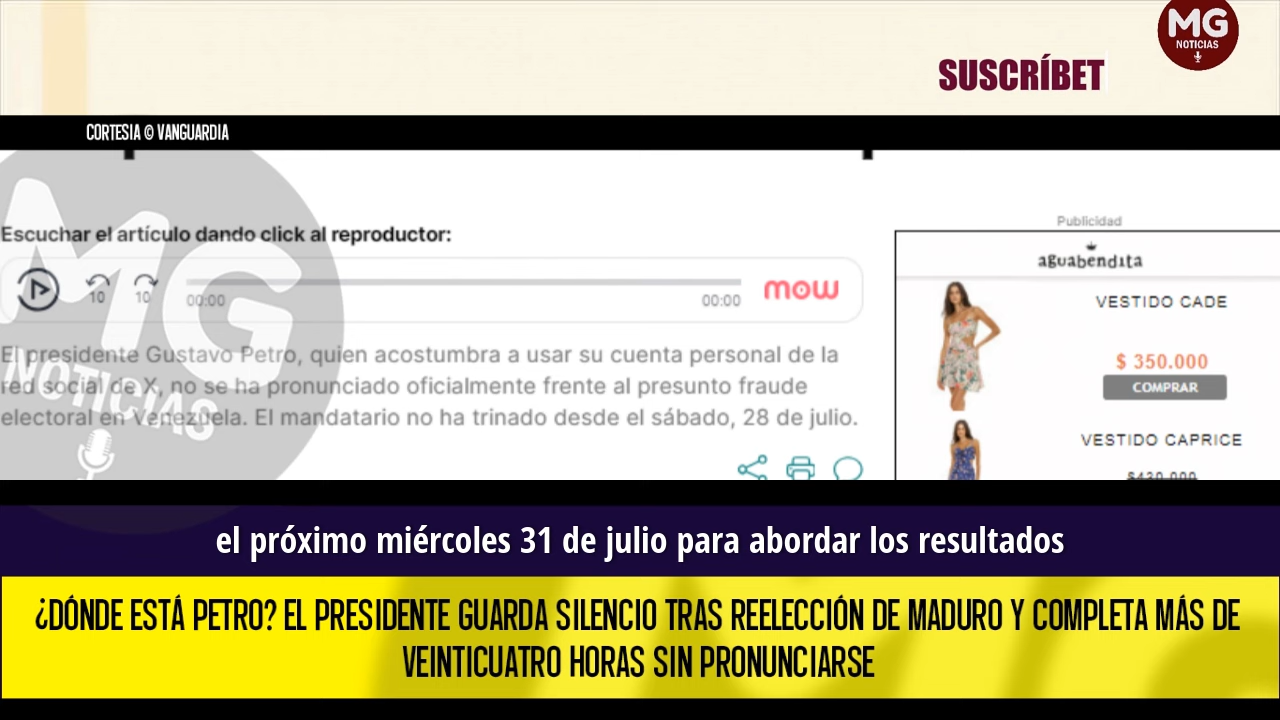 MG
NOTICIAS
SUSCRÍBET
CORTESIA © VANGUARDIA
Escuchar el artículo dando click al reproductor:
10
10
00:00
00:00
mow
El presidente Gustavo Petro, quien acostumbra a usar su cuenta personal de la
red social de X, no se ha pronunciado oficialmente frente al presunto fraude
electoral en Venezuela. El mandatario no ha trinado desde el sábado, 28 de julio.
MG
NOTICIAS
Publicidad
aguabendita
VESTIDO CADE
$ 350.000
COMPRAR
VESTIDO CAPRICE
el próximo miércoles 31 de julio para abordar los resultados
¿DÓNDE ESTÁ PETRO? EL PRESIDENTE GUARDA SILENCIO TRAS REELECCIÓN DE MADURO Y COMPLETA MÁS DE
VEINTICUATRO HORAS SIN PRONUNCIARSE